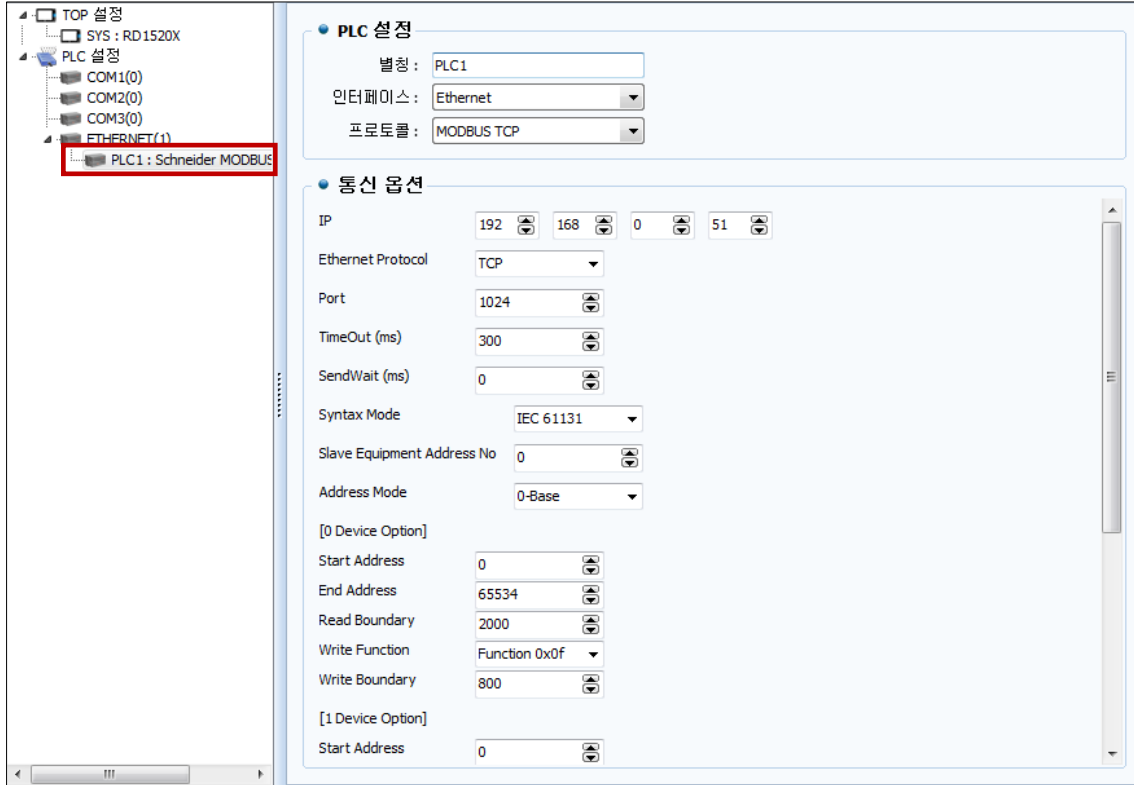 TOP 설정
SYS : RD1520X
PLC 설정
COM1(0)
COM2(0)
COM3(0)
ETHERNET(1)
PLC1 : Schneider MODBUS
PLC 설정
별칭 : PLC1
인터페이스 : Ethernet
프로토콜 : MODBUS TCP
통신 옵션
IP 192 168 0 51
Ethernet Protocol TCP
Port 1024
TimeOut (ms) 300
SendWait (ms) 0
Syntax Mode IEC 61131
Slave Equipment Address No 0
Address Mode 0-Base
[0 Device Option]
Start Address 0
End Address 65534
Read Boundary 2000
Write Function Function 0x0f
Write Boundary 800
[1 Device Option]
Start Address 0